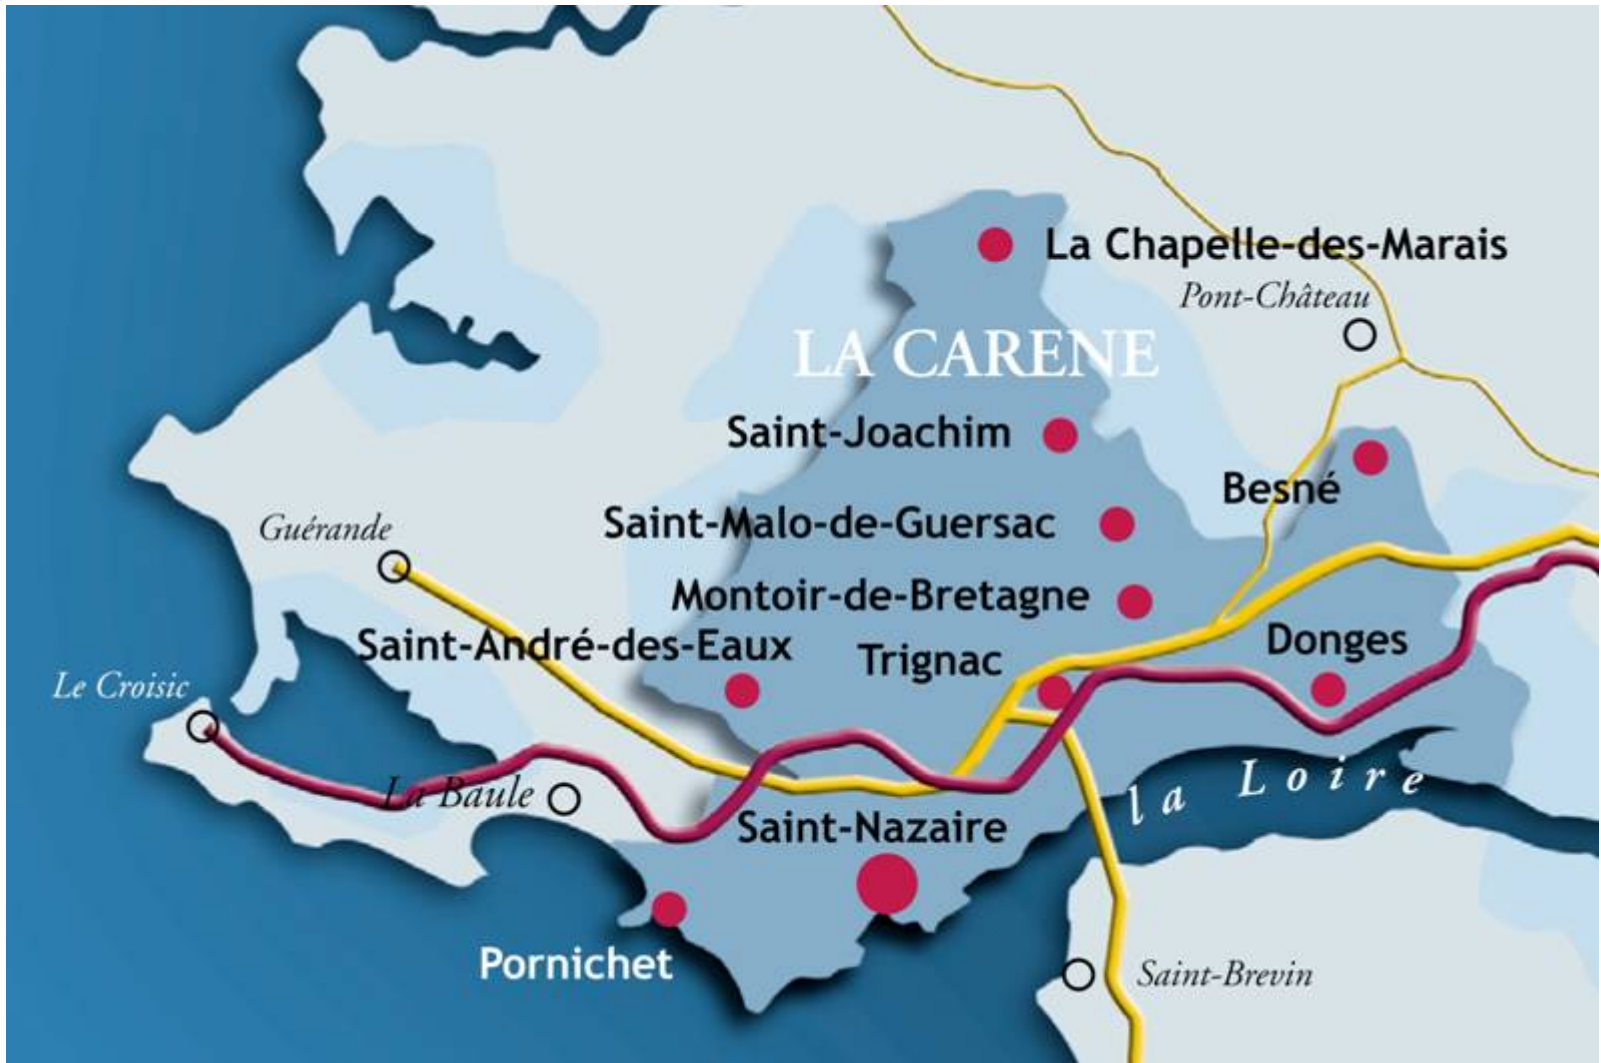 La Chapelle-des-Marais
Pont-Château
LA CARENE
Saint-Joachim
Besné
Saint-Malo-de-Guersac
Guérande
Montoir-de-Bretagne
Saint-André-des-Eaux
Trignac
Donges
Le Croisic
la Loire
La Baule
Saint-Nazaire
Pornichet
Saint-Brevin